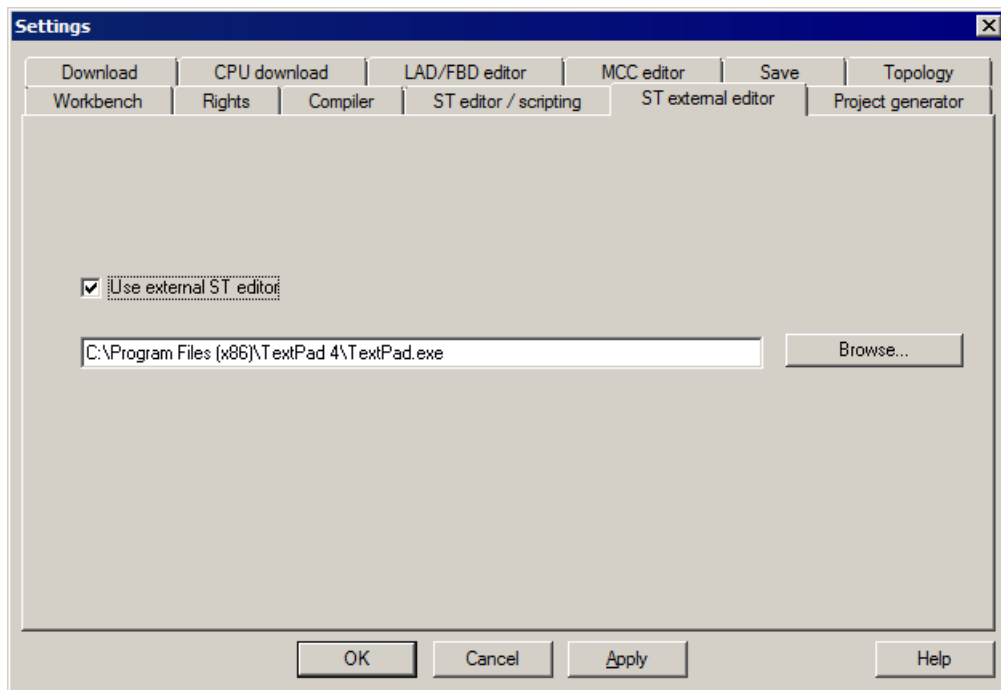 Settings
Download CPU download LAD/FBD editor MCC editor Save Topology
Workbench Rights Compiler ST editor / scripting ST external editor Project generator
Use external ST editor
C:\Program Files (x86)\TextPad 4\TextPad.exe Browse...
OK Cancel Apply Help